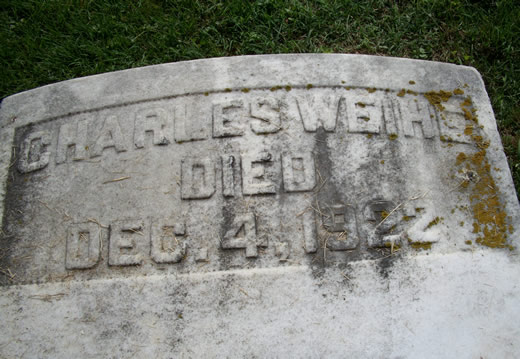 CHARLES WEIHE
DIED
DEC. 4, 1922